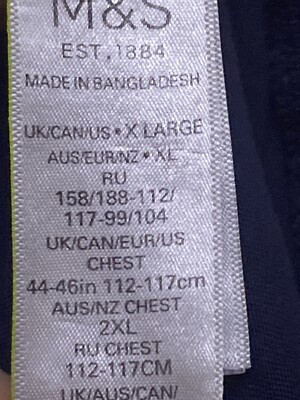 M&S
EST, 1884
MADE IN BANGLADESH
UK/CAN/US • X LARGE
AUS/EUR/NZ • XL
RU
158/188-112/
117-99/104
UK/CAN/EUR/US
CHEST
44-46in 112-117cm
AUS/NZ CHEST
2XL
RU CHEST
112-117CM
UK/AUS/CAN/